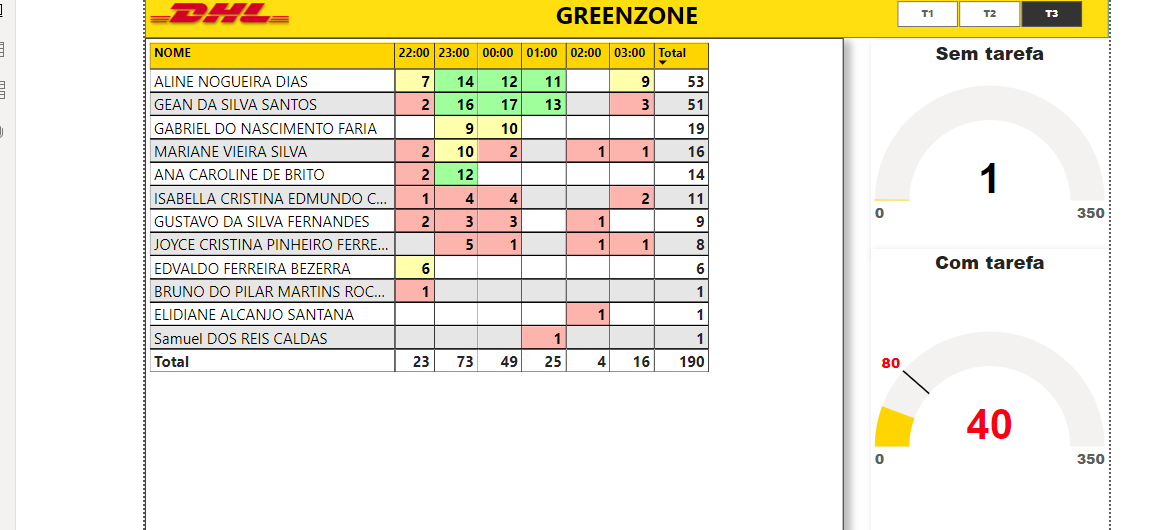 DHL
GREENZONE
T1 T2 T3
NOME 22:00 23:00 00:00 01:00 02:00 03:00 Total
ALINE NOGUEIRA DIAS 7 14 12 11 9 53
GEAN DA SILVA SANTOS 2 16 17 13 3 51
GABRIEL DO NASCIMENTO FARIA 9 10 19
MARIANE VIEIRA SILVA 2 10 2 1 1 16
ANA CAROLINE DE BRITO 2 12 14
ISABELLA CRISTINA EDMUNDO C... 1 4 4 2 11
GUSTAVO DA SILVA FERNANDES 2 3 3 1 9
JOYCE CRISTINA PINHEIRO FERRE... 5 1 1 1 8
EDVALDO FERREIRA BEZERRA 6 6
BRUNO DO PILAR MARTINS ROC... 1 1
ELIDIANE ALCANJO SANTANA 1 1
Samuel DOS REIS CALDAS 1 1
Total 23 73 49 25 4 16 190
Sem tarefa
1
0 350
Com tarefa
80
40
0 350